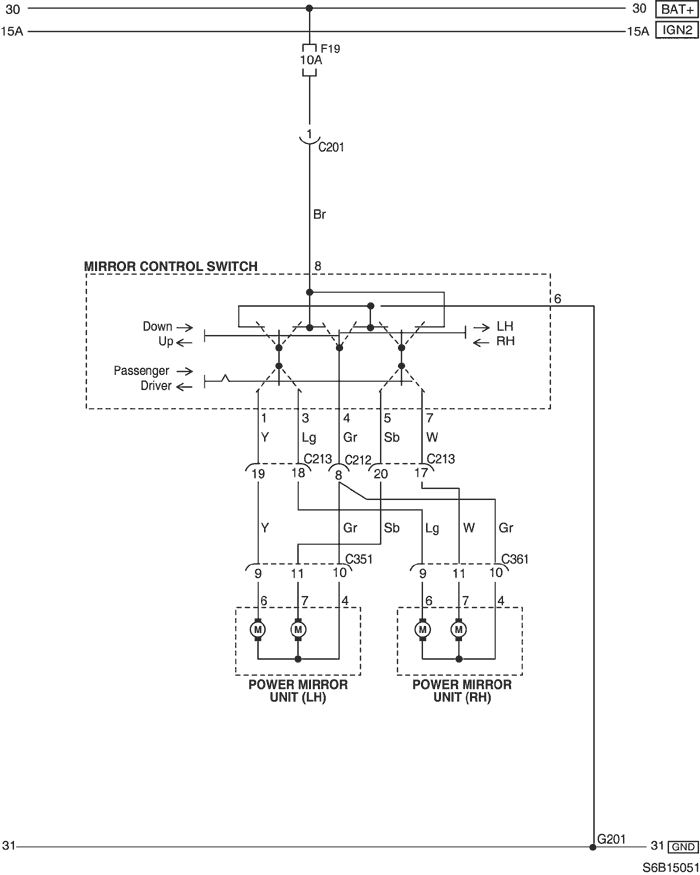 30 30 BAT+
15A 15A IGN2
F19
10A
1
C201
Br
MIRROR CONTROL SWITCH 8
6
Down → → LH
Up ← ← RH
Passenger →
Driver ←
1 3 4 5 7
Y Lg Gr Sb W
C213 C212 C213
19 18 8 20 17
Y Gr Sb Lg W Gr
C351 C361
9 11 10 9 11 10
6 7 4 6 7 4
M M M M
POWER MIRROR POWER MIRROR
UNIT (LH) UNIT (RH)
G201
31 31 GND
S6B15051